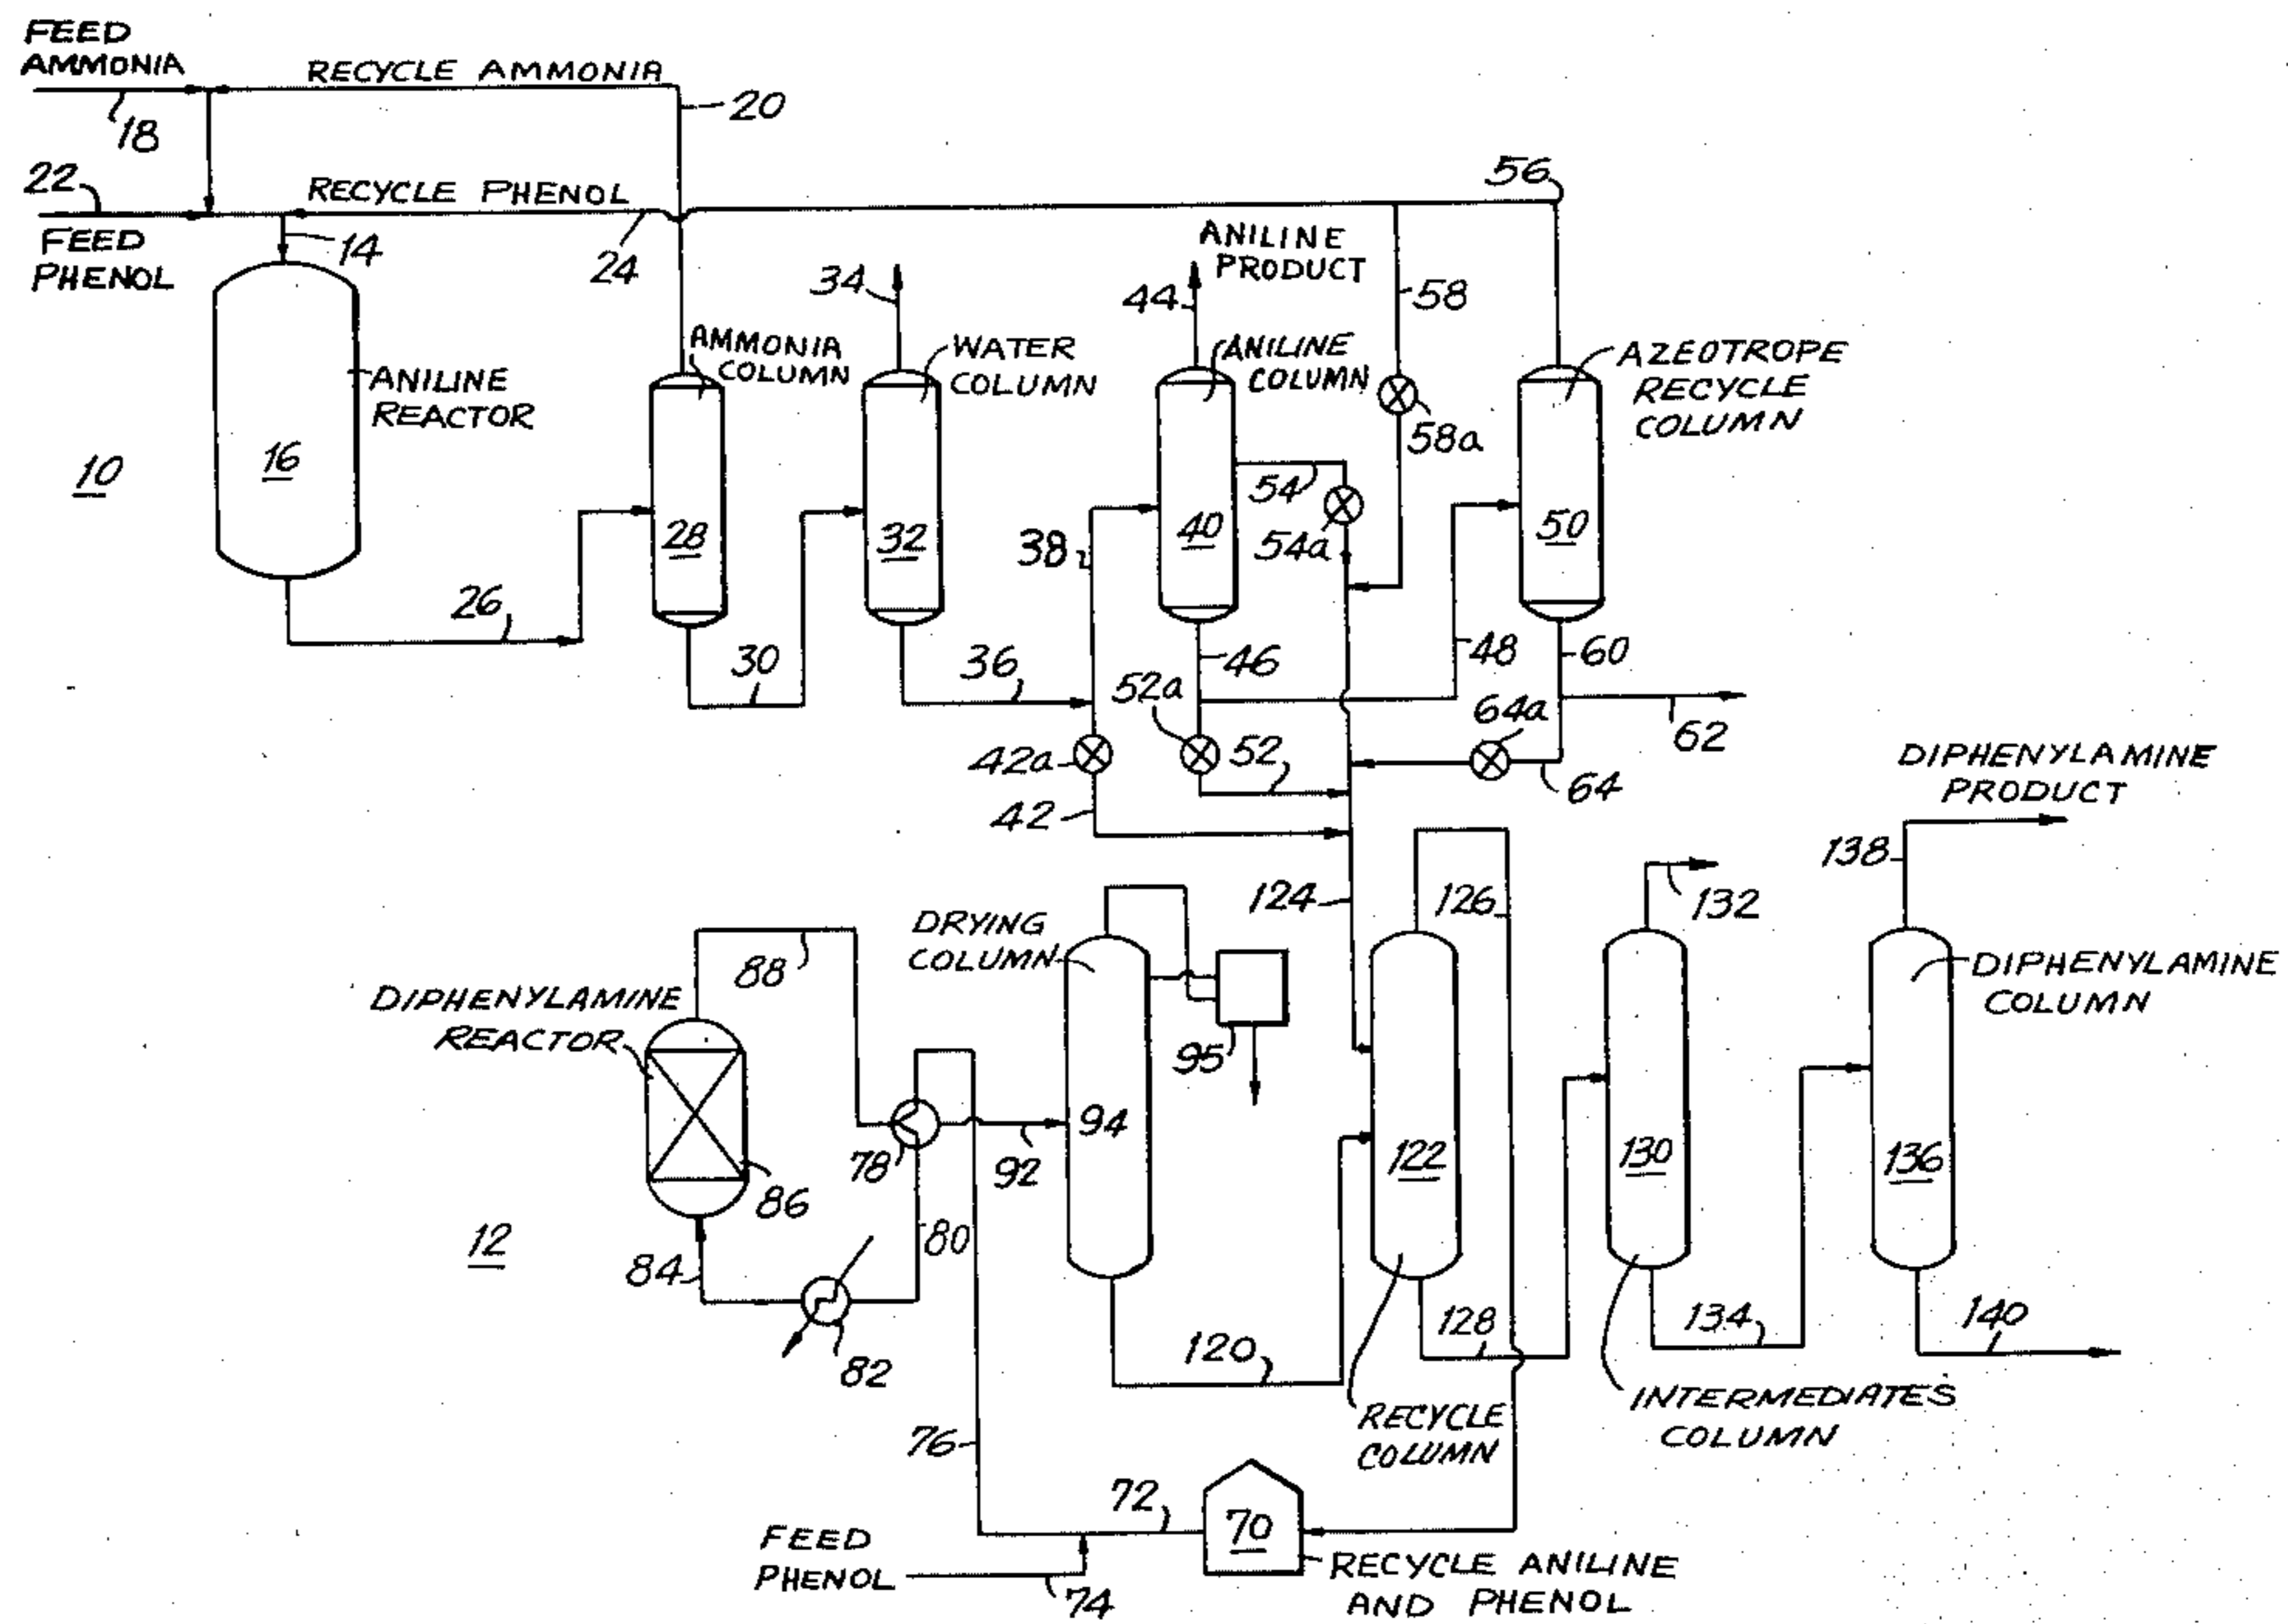 FEED
AMMONIA
RECYCLE AMMONIA
18
20
22
RECYCLE PHENOL
56
FEED
PHENOL
14
24
34
ANILINE
PRODUCT
44
58
AMMONIA
COLUMN
WATER
COLUMN
ANILINE
COLUMN
AZEOTROPE
RECYCLE
COLUMN
ANILINE
REACTOR
58a
10
16
28
32
38
40
54
54a
50
26
30
36
46
48
60
52a
64a
62
42a
52
64
42
DIPHENYLAMINE
PRODUCT
138
124
126
132
DRYING
COLUMN
88
DIPHENYLAMINE
REACTOR
95
DIPHENYLAMINE
COLUMN
78
92
94
122
130
136
86
12
80
84
82
120
128
134
140
RECYCLE
COLUMN
INTERMEDIATES
COLUMN
76
72
70
FEED
PHENOL
74
RECYCLE ANILINE
AND PHENOL